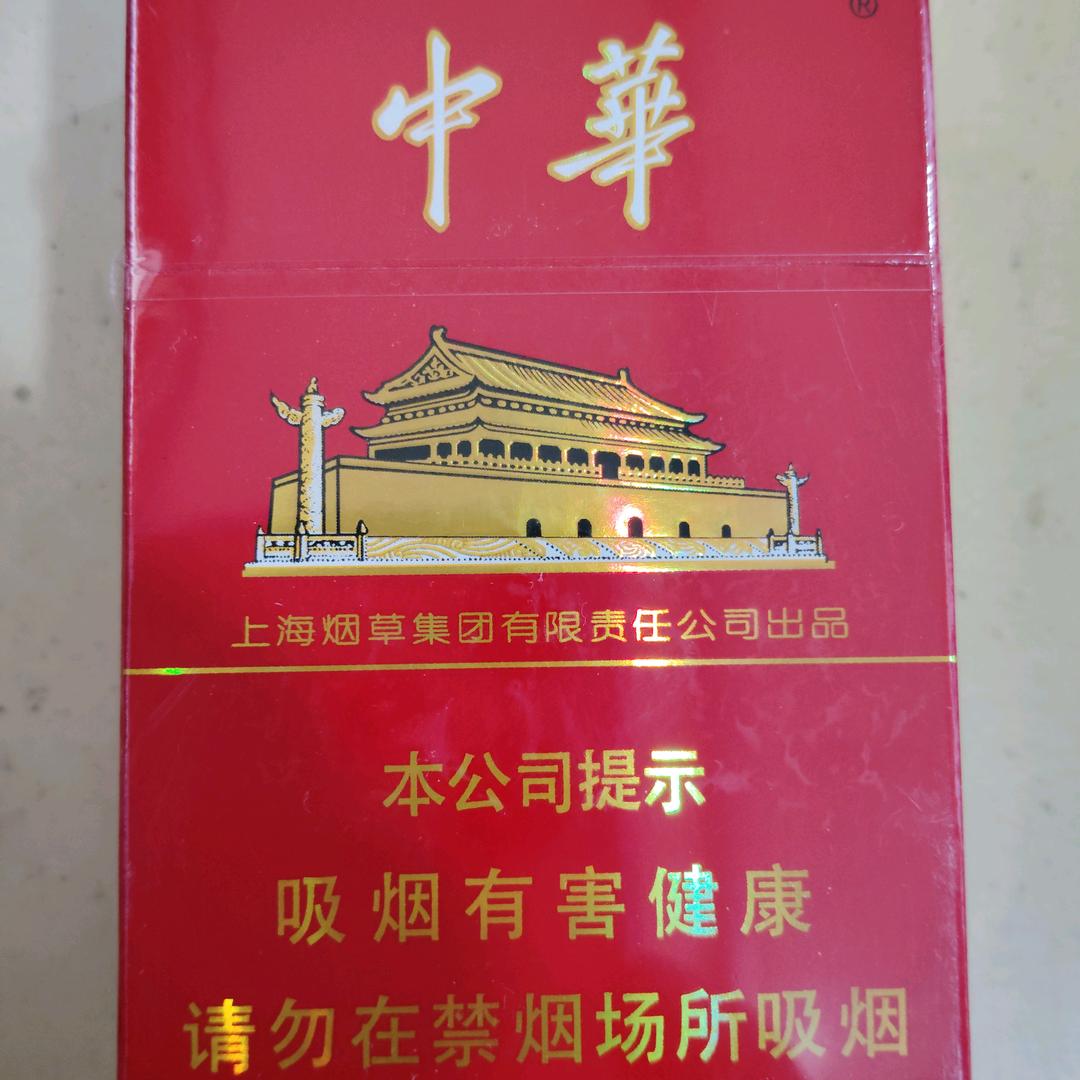 中華®
上海烟草集团有限责任公司出品
本公司提示
吸烟有害健康
请勿在禁烟场所吸烟